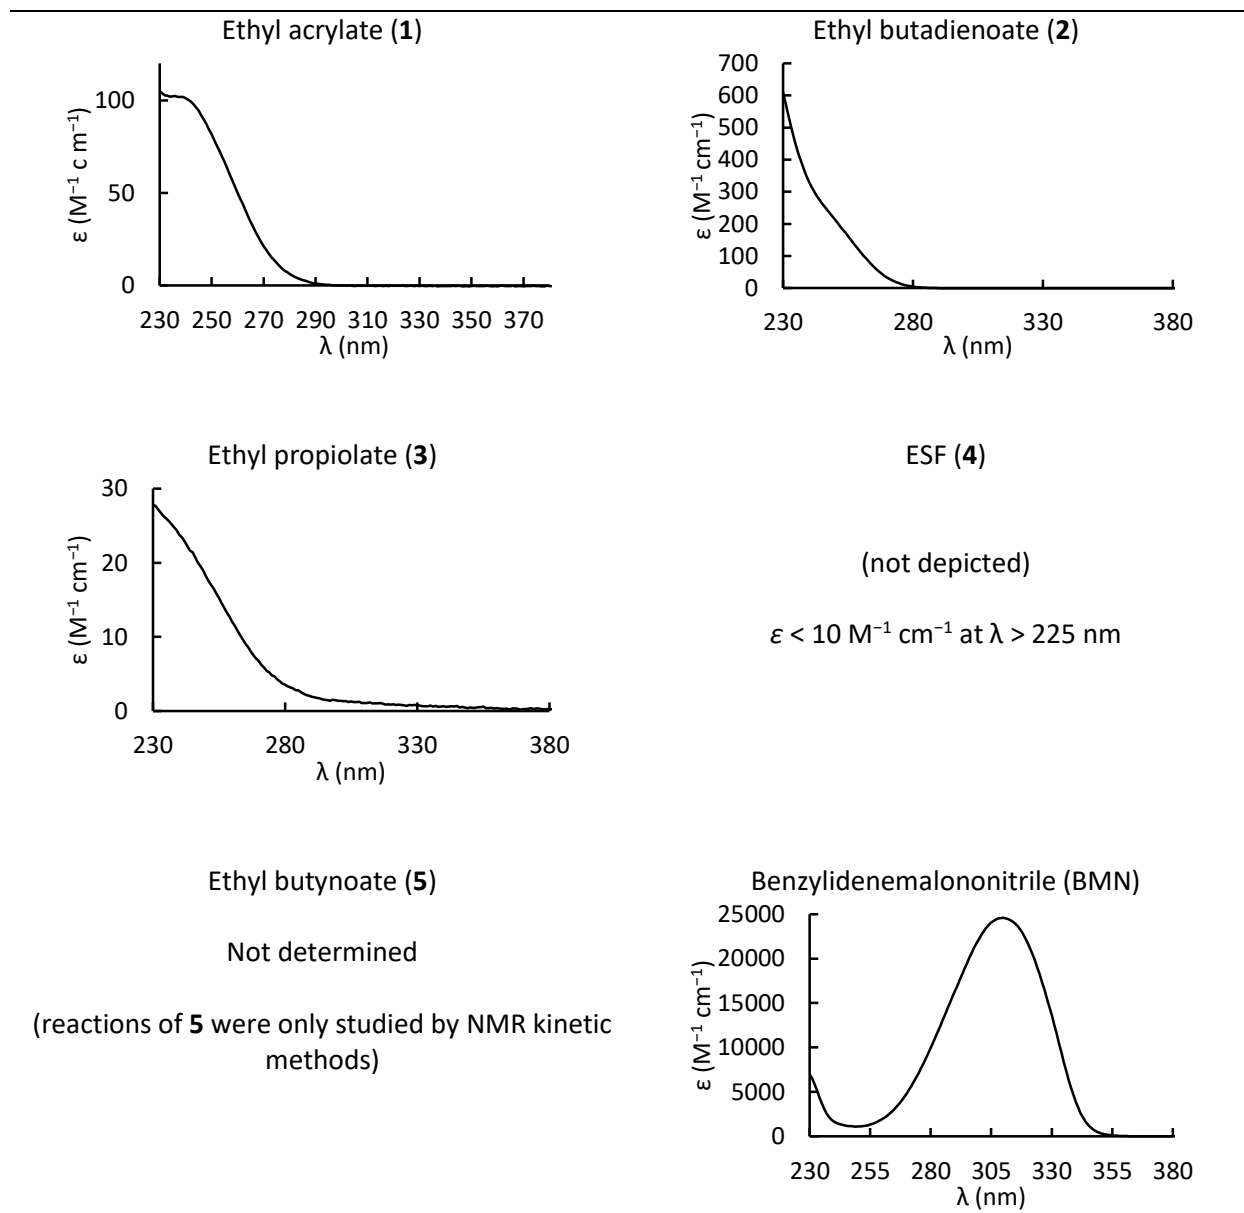 Ethyl acrylate (1)
ε (M⁻¹ c m⁻¹)
100
50
0
230 250 270 290 310 330 350 370
λ (nm)
Ethyl butadienoate (2)
ε (M⁻¹ cm⁻¹)
700
600
500
400
300
200
100
0
230 280 330 380
λ (nm)
Ethyl propiolate (3)
ε (M⁻¹ cm⁻¹)
30
20
10
0
230 280 330 380
λ (nm)
ESF (4)
(not depicted)
ε < 10 M⁻¹ cm⁻¹ at λ > 225 nm
Ethyl butynoate (5)
Not determined
(reactions of 5 were only studied by NMR kinetic
methods)
Benzylidenemalononitrile (BMN)
ε (M⁻¹ cm⁻¹)
25000
20000
15000
10000
5000
0
230 255 280 305 330 355 380
λ (nm)